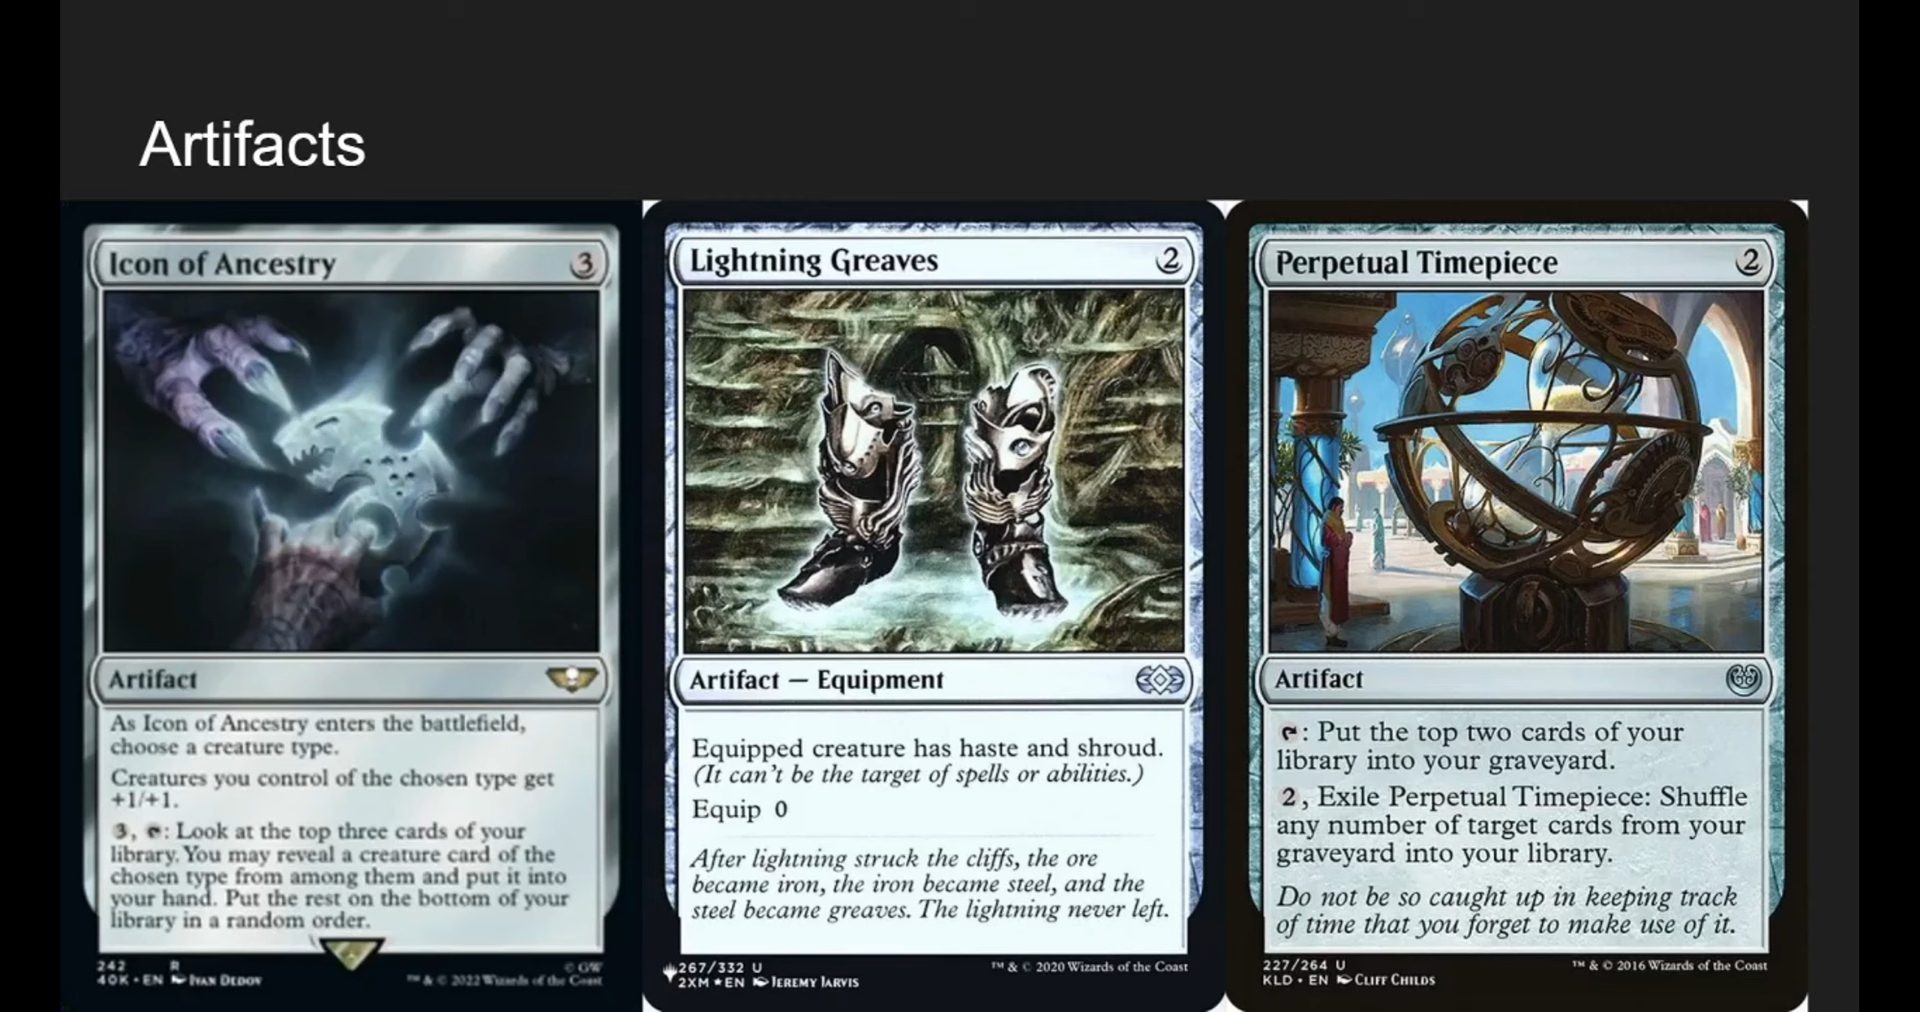 Artifacts
Icon of Ancestry 3
Artifact
As Icon of Ancestry enters the battlefield,
choose a creature type.
Creatures you control of the chosen type get
+1/+1.
3, : Look at the top three cards of your
library. You may reveal a creature card of the
chosen type from among them and put it into
your hand. Put the rest on the bottom of your
library in a random order.
242 R
40K • EN IVAN DEDOV
© GW
™ & © 2022 Wizards of the Coast
Lightning Greaves 2
Artifact — Equipment
Equipped creature has haste and shroud.
(It can't be the target of spells or abilities.)
Equip 0
After lightning struck the cliffs, the ore
became iron, the iron became steel, and the
steel became greaves. The lightning never left.
267/332 U
2XM ★ EN JEREMY JARVIS
™ & © 2020 Wizards of the Coast
Perpetual Timepiece 2
Artifact
: Put the top two cards of your
library into your graveyard.
2, Exile Perpetual Timepiece: Shuffle
any number of target cards from your
graveyard into your library.
Do not be so caught up in keeping track
of time that you forget to make use of it.
227/264 U
KLD • EN CLIFF CHILDS
™ & © 2016 Wizards of the Coast